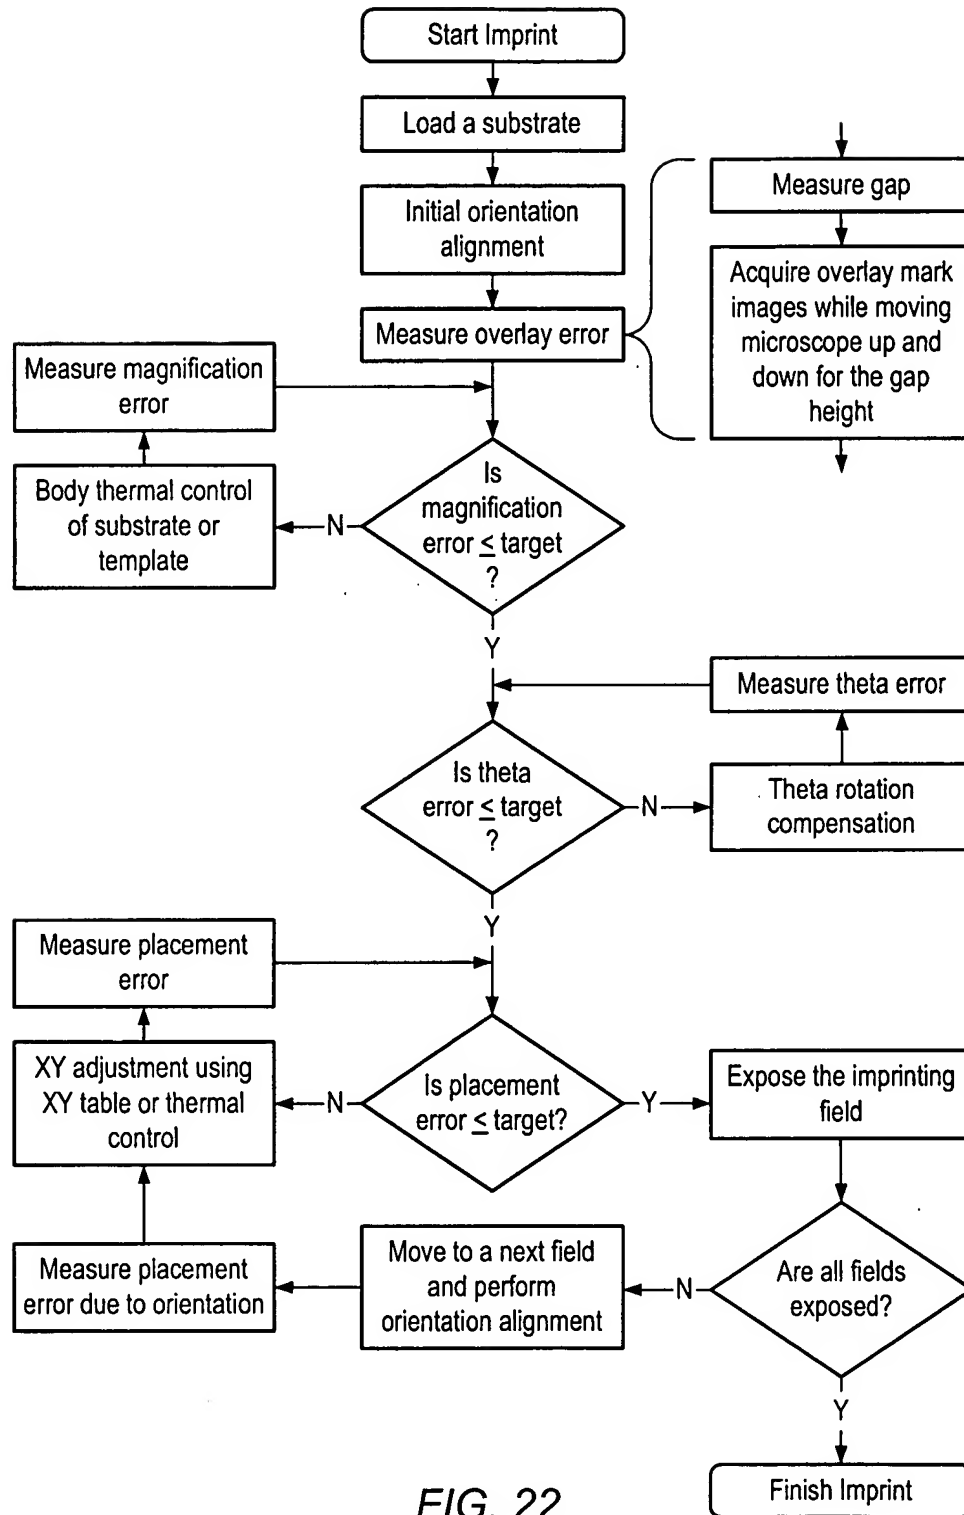 Start Imprint
Load a substrate
Initial orientation
alignment
Measure overlay error
Measure gap
Acquire overlay mark
images while moving
microscope up and
down for the gap
height
Measure magnification
error
Body thermal control
of substrate or
template
N
Is
magnification
error ≤ target
?
Y
Measure theta error
Is theta
error ≤ target
?
N
Theta rotation
compensation
Y
Measure placement
error
XY adjustment using
XY table or thermal
control
N
Is placement
error ≤ target?
Y
Expose the imprinting
field
Measure placement
error due to orientation
Move to a next field
and perform
orientation alignment
N
Are all fields
exposed?
Y
Finish Imprint
FIG. 22